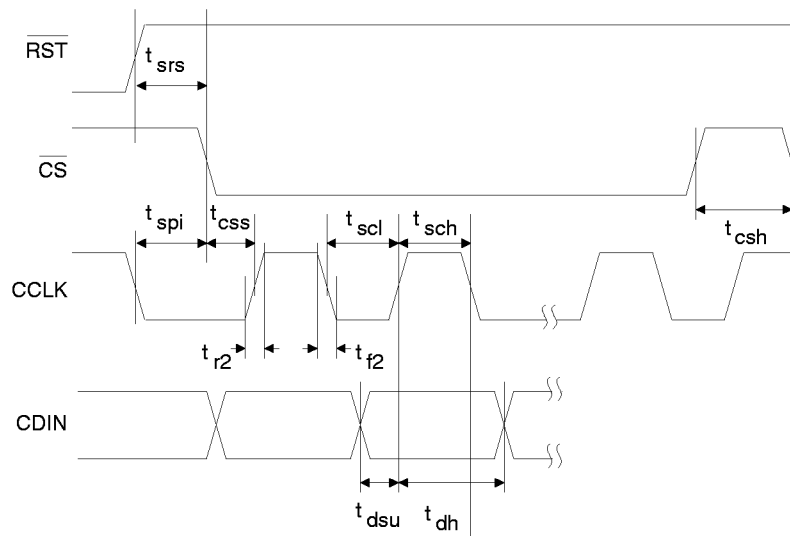 RST
t srs
CS
t spi
t css
t scl
t sch
t csh
CCLK
t r2
t f2
CDIN
t dsu
t dh